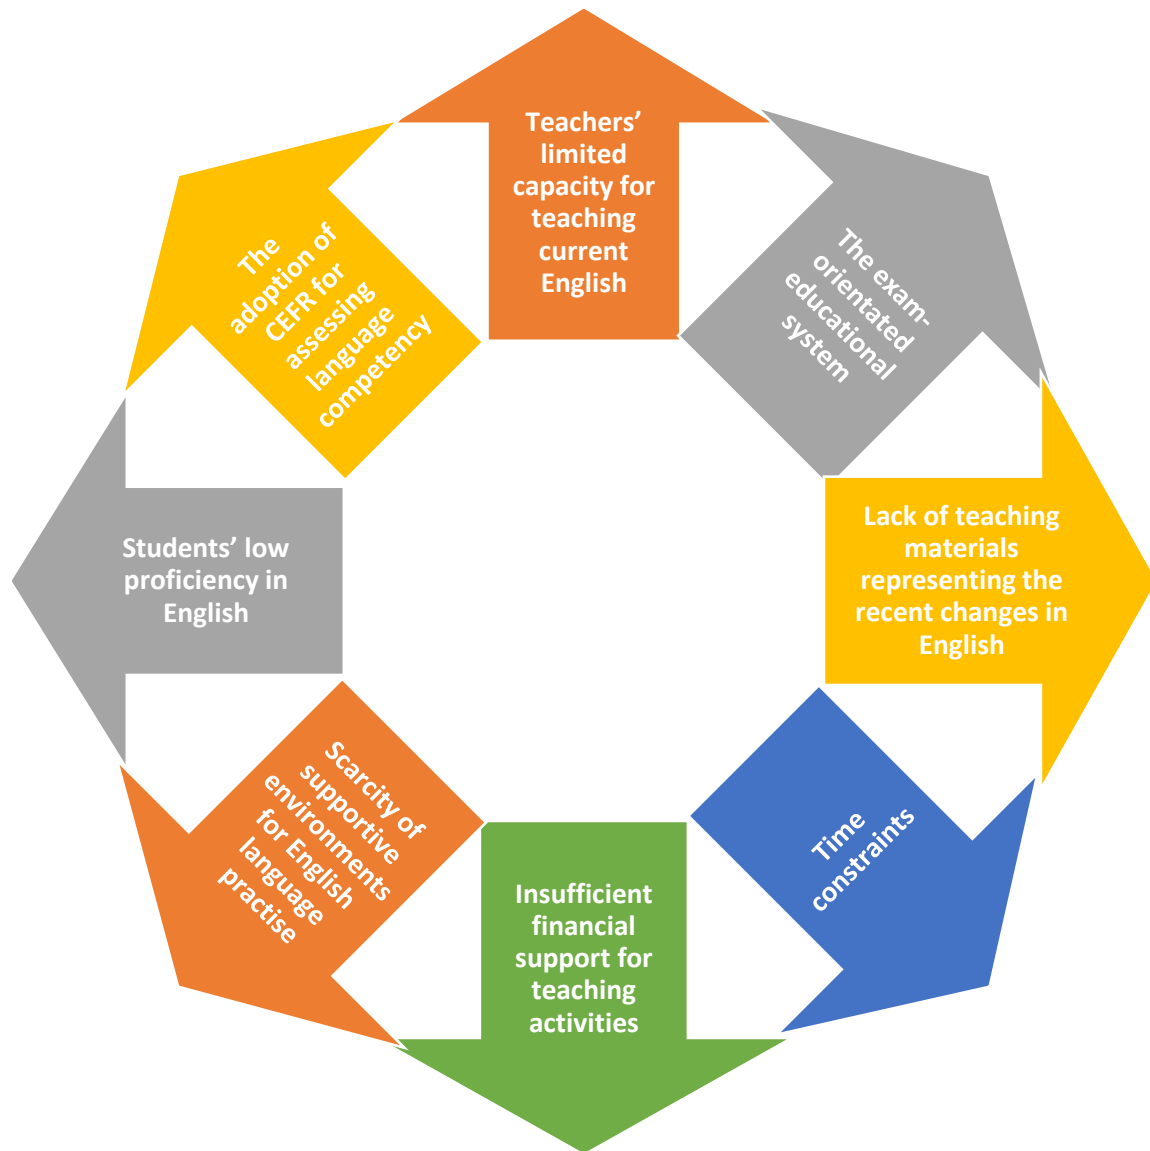 Teachers’
limited
capacity for
teaching
current
English
The exam-
orientated
educational
system
Lack of teaching
materials
representing the
recent changes in
English
Time
constraints
Insufficient
financial
support for
teaching
activities
Scarcity of
supportive
environments
for English
language
practise
Students’ low
proficiency in
English
The
adoption of
CEFR for
assessing
language
competency